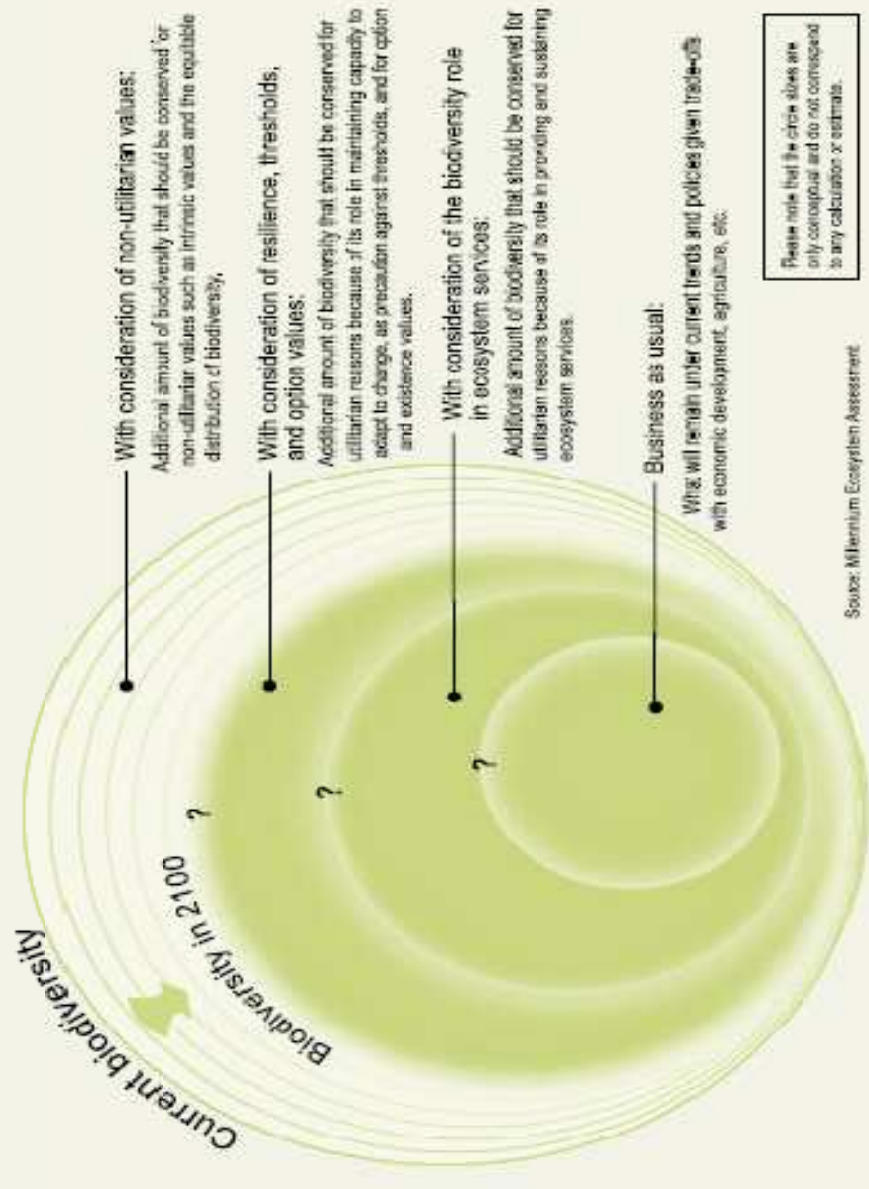 Current biodiversity
Biodiversity in 2100
?
?
?
With consideration of non-utilitarian values:
Additional amount of biodiversity that should be conserved for
non-utilitarian values such as intrinsic values and the equitable
distribution of biodiversity,
With consideration of resilience, thresholds,
and option values:
Additional amount of biodiversity that should be conserved for
utilitarian reasons because of its role in maintaining capacity to
adapt to change, as precaution against thresholds, and for option
and existence values.
With consideration of the biodiversity role
in ecosystem services:
Additional amount of biodiversity that should be conserved for
utilitarian reasons because of its role in providing and sustaining
ecosystem services.
Business as usual:
What will remain under current trends and policies given trade-offs
with economic development, agriculture, etc.
Please note that the circle sizes are
only conceptual and do not correspond
to any calculation or estimate.
Source: Millennium Ecosystem Assessment